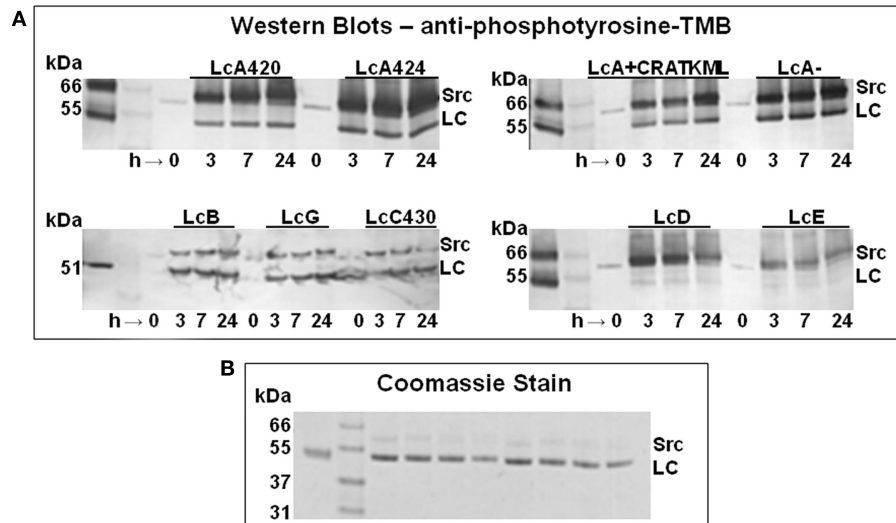 A
Western Blots – anti-phosphotyrosine-TMB
kDa
66
55
LcA420
LcA424
Src
LC
h → 0 3 7 24 0 3 7 24
kDa
66
55
LcA+CRATKML
LcA-
Src
LC
h → 0 3 7 24 0 3 7 24
kDa
51
LcB
LcG
LcC430
Src
LC
h → 0 3 7 24 0 3 7 24 0 3 7 24
kDa
66
55
LcD
LcE
Src
LC
h → 0 3 7 24 0 3 7 24
B
Coomassie Stain
kDa
66
55
37
31
Src
LC